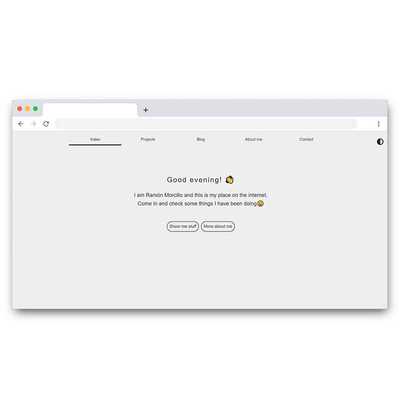 Index Projects Blog About me Contact
Good evening!
I am Ramón Morcillo and this is my place on the internet.
Come in and check some things I have been doing
Show me stuff More about me